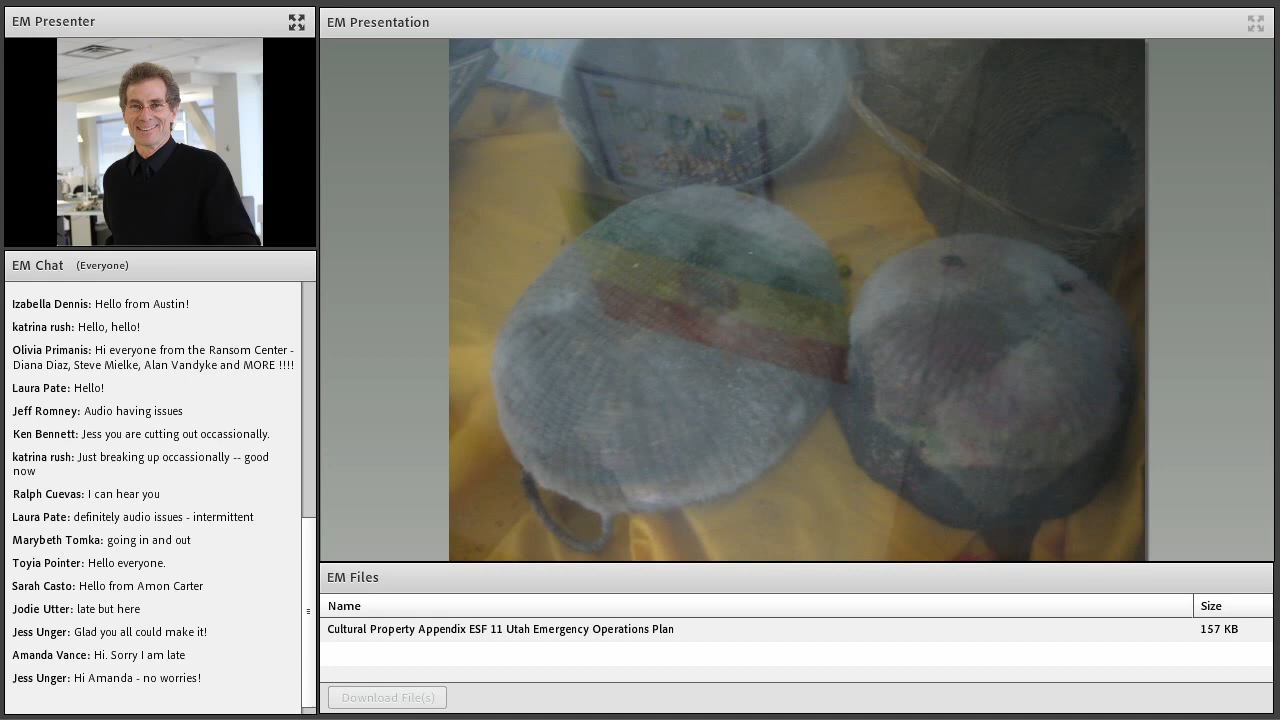 EM Presenter
EM Presentation
EM Chat (Everyone)
Izabella Dennis: Hello from Austin!
katrina rush: Hello, hello!
Olivia Primanis: Hi everyone from the Ransom Center -
Diana Diaz, Steve Mielke, Alan Vandyke and MORE !!!!
Laura Pate: Hello!
Jeff Romney: Audio having issues
Ken Bennett: Jess you are cutting out occassionally.
katrina rush: Just breaking up occassionally -- good
now
Ralph Cuevas: I can hear you
Laura Pate: definitely audio issues - intermittent
Marybeth Tomka: going in and out
Toyia Pointer: Hello everyone.
Sarah Casto: Hello from Amon Carter
Jodie Utter: late but here
Jess Unger: Glad you all could make it!
Amanda Vance: Hi. Sorry I am late
Jess Unger: Hi Amanda - no worries!
EM Files
Name Size
Cultural Property Appendix ESF 11 Utah Emergency Operations Plan 157 KB
Download File(s)